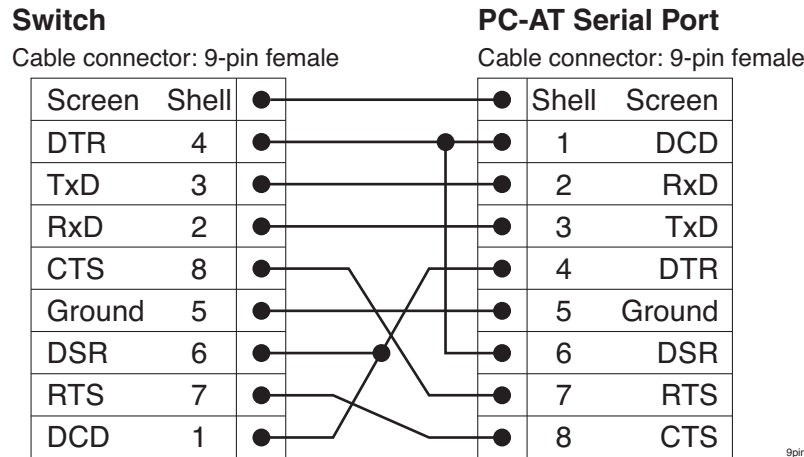 Switch PC-AT Serial Port
Cable connector: 9-pin female Cable connector: 9-pin female
Screen Shell Shell Screen
DTR 4 1 DCD
TxD 3 2 RxD
RxD 2 3 TxD
CTS 8 4 DTR
Ground 5 5 Ground
DSR 6 6 DSR
RTS 7 7 RTS
DCD 1 8 CTS
9pin